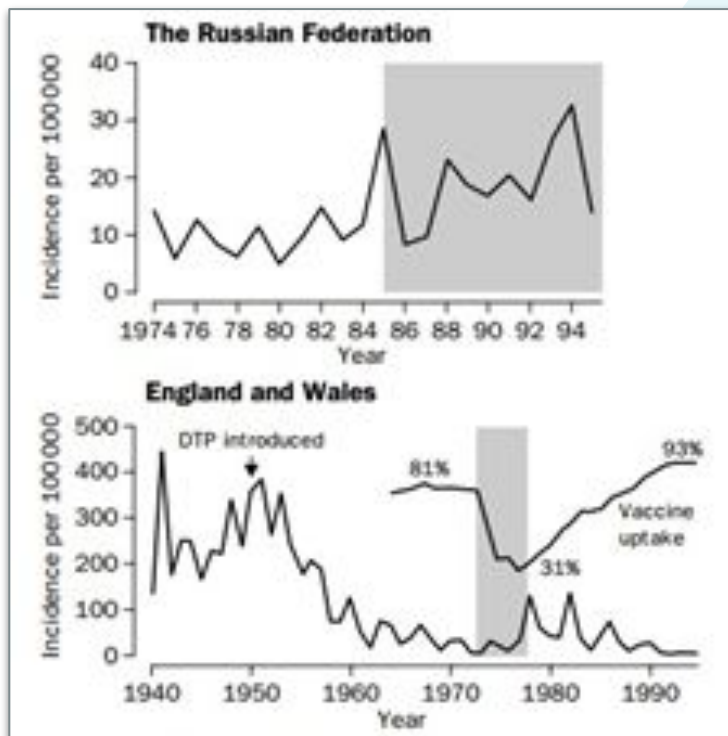 The Russian Federation
Incidence per 100 000
40
30
20
10
0
1974 76 78 80 82 84 86 88 90 92 94
Year
England and Wales
Incidence per 100 000
500
400
300
200
100
0
DTP introduced
81%
93%
Vaccine
uptake
31%
1940 1950 1960 1970 1980 1990
Year